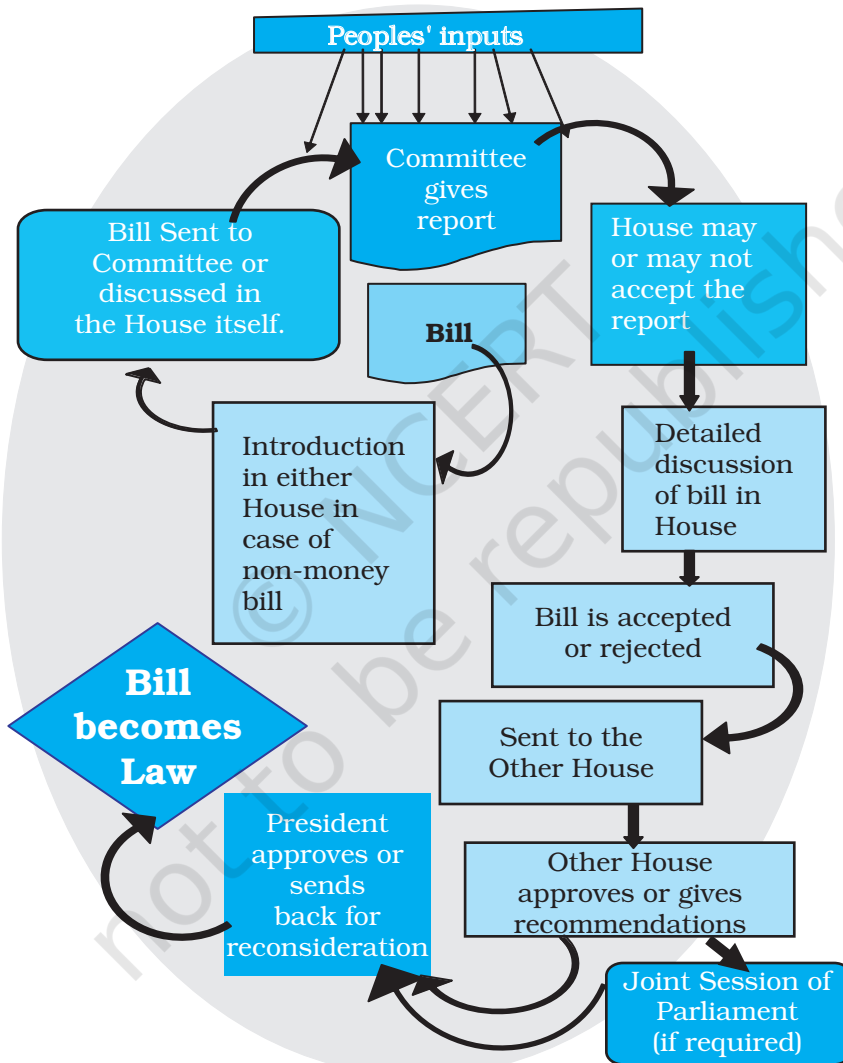 Peoples' inputs
Committee
gives
report
Bill Sent to
Committee or
discussed in
the House itself.
House may
or may not
accept the
report
Bill
Introduction
in either
House in
case of
non-money
bill
Detailed
discussion
of bill in
House
Bill is accepted
or rejected
Sent to the
Other House
Other House
approves or gives
recommendations
Joint Session of
Parliament
(if required)
President
approves or
sends
back for
reconsideration
Bill
becomes
Law
© NCERT
not to be republishe